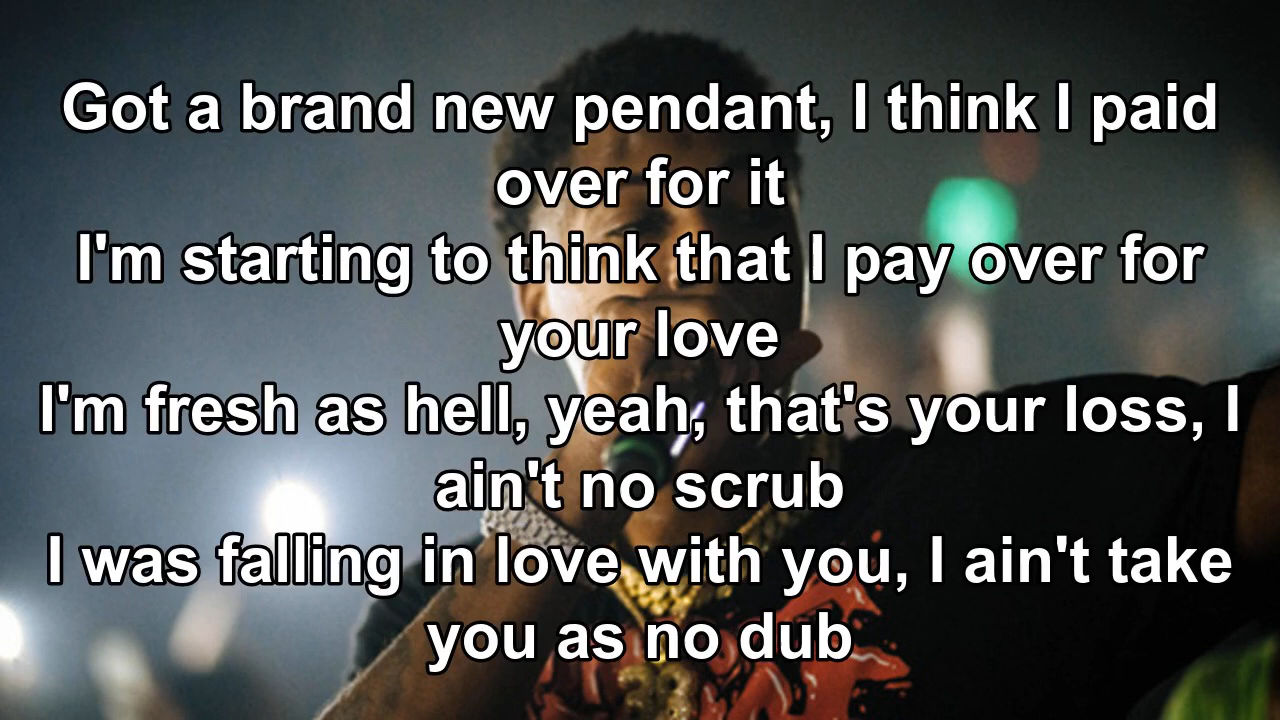 Got a brand new pendant, I think I paid
over for it
I'm starting to think that I pay over for
your love
I'm fresh as hell, yeah, that's your loss, I
ain't no scrub
I was falling in love with you, I ain't take
you as no dub